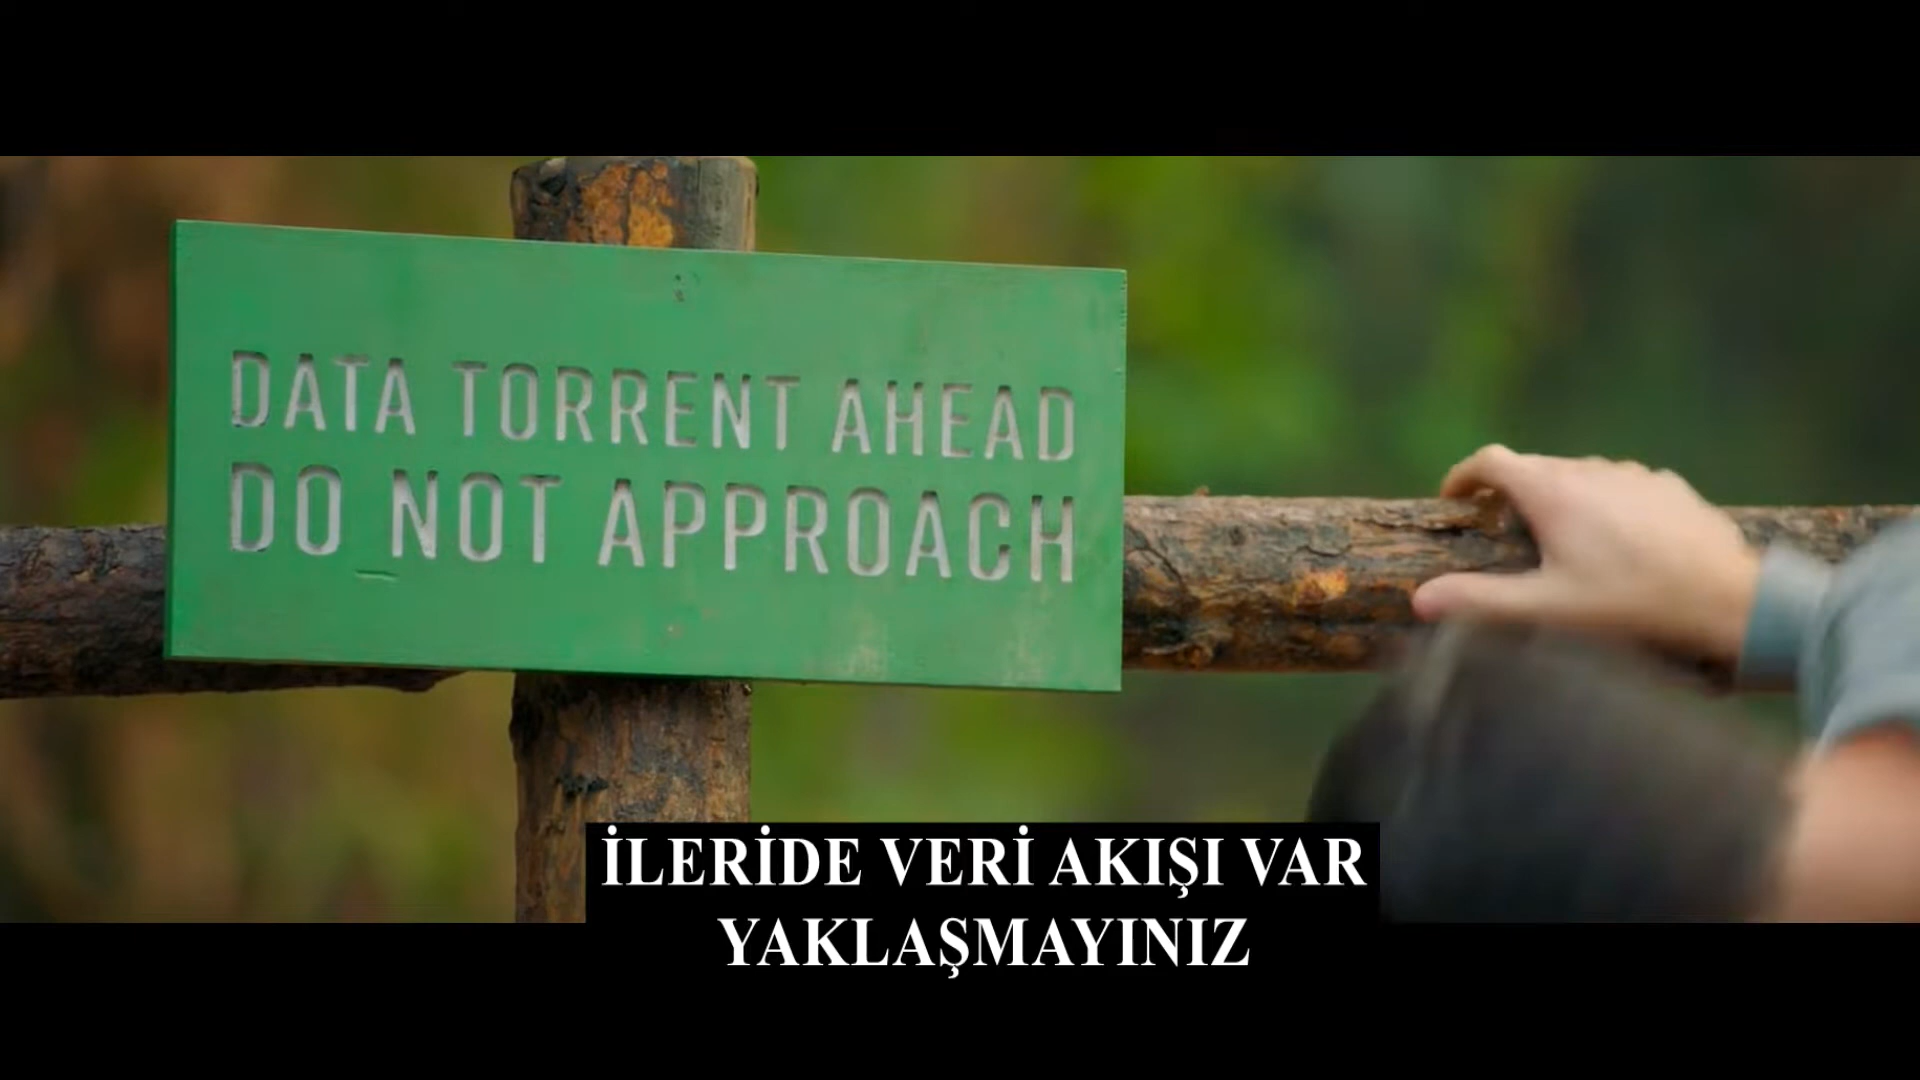 DATA TORRENT AHEAD
DO NOT APPROACH
İLERİDE VERİ AKIŞI VAR
YAKLAŞMAYINIZ